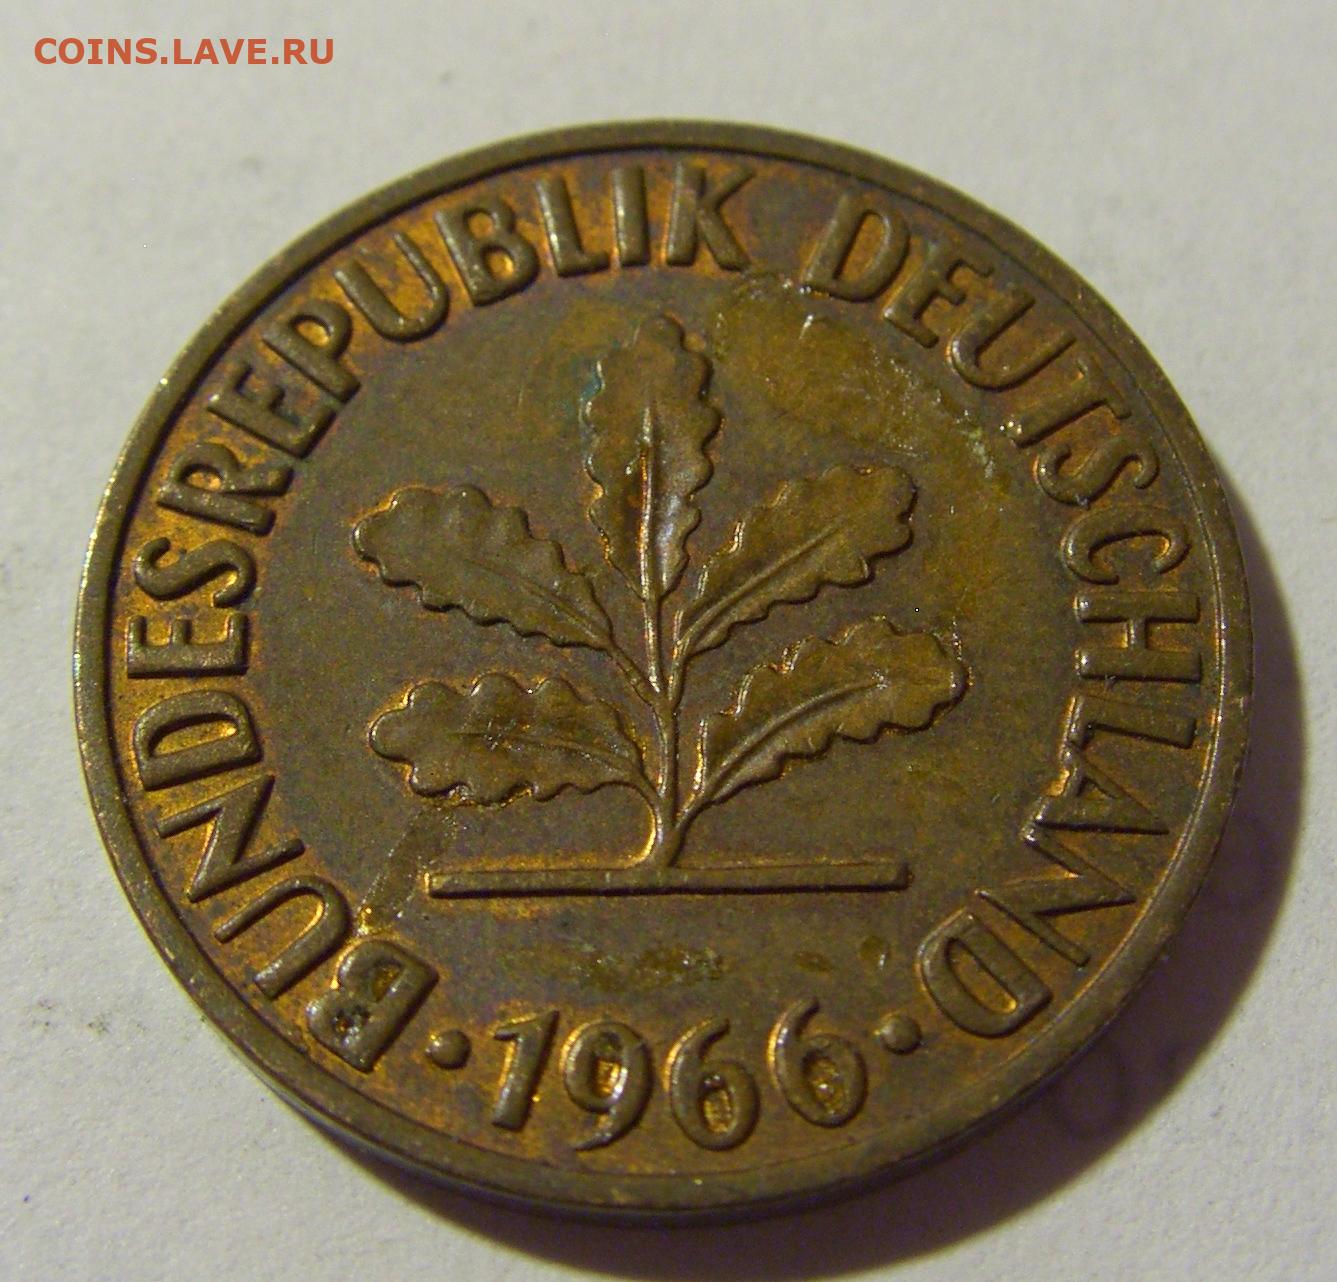 COINS.LAVE.RU
BUNDESREPUBLIK DEUTSCHLAND
· 1966 ·